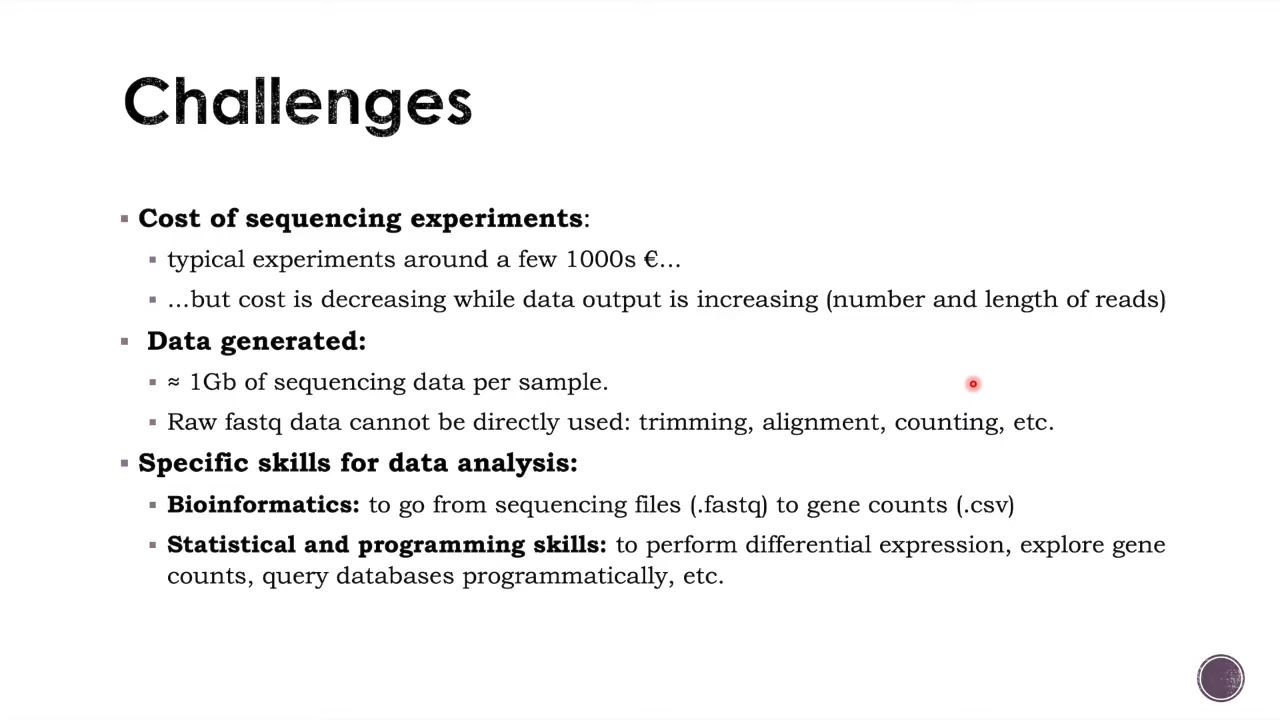 Challenges
▪ Cost of sequencing experiments:
▪ typical experiments around a few 1000s €...
▪ ...but cost is decreasing while data output is increasing (number and length of reads)
▪ Data generated:
▪ ≈ 1Gb of sequencing data per sample.
▪ Raw fastq data cannot be directly used: trimming, alignment, counting, etc.
▪ Specific skills for data analysis:
▪ Bioinformatics: to go from sequencing files (.fastq) to gene counts (.csv)
▪ Statistical and programming skills: to perform differential expression, explore gene
counts, query databases programmatically, etc.